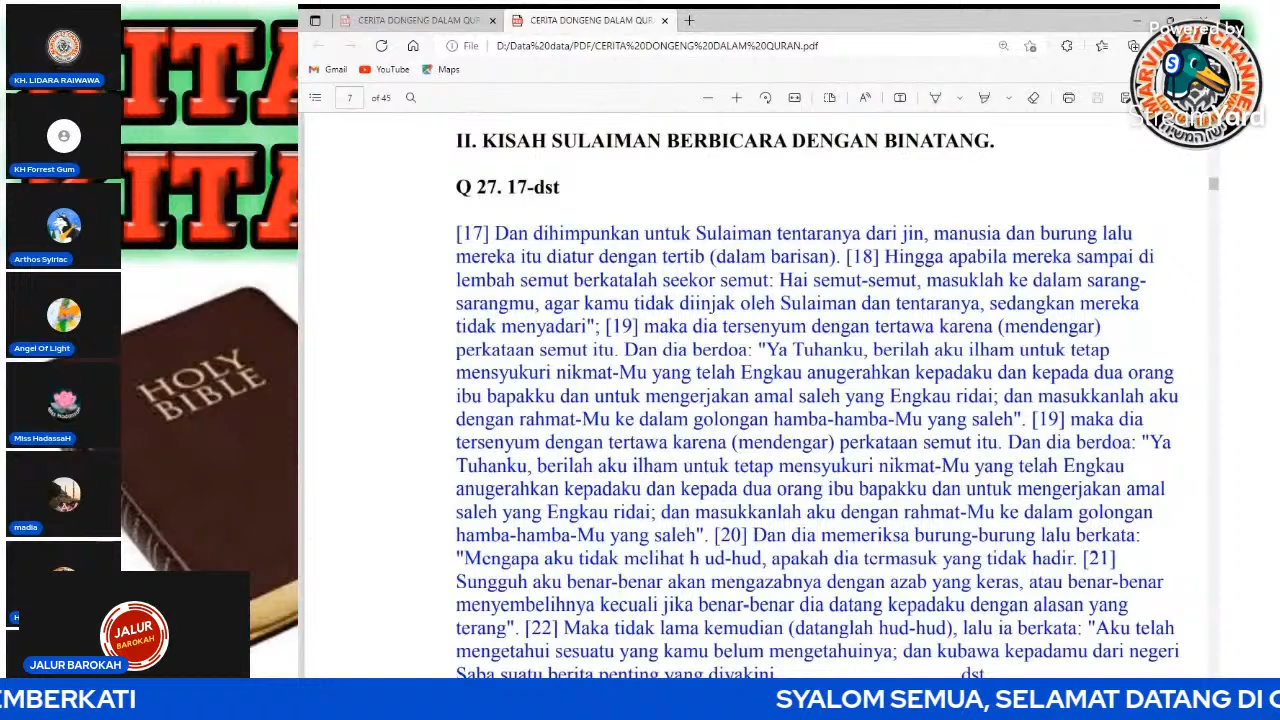 KH. LIDARA RAIWAWA
KH Forrest Gum
Arthos Syiriac
Angel Of Light
Miss HadassaH
madia
JALUR
BAROKAH
JALUR BAROKAH
HOLY
BIBLE
CERITA DONGENG DALAM QUR
CERITA DONGENG DALAM QUR
File
D:/Data%20data/PDF/CERITA%20DONGENG%20DALAM%20QURAN.pdf
Gmail
YouTube
Maps
7 of 45
Powered by
MARVIN 21 CHANNEL
StreamYard
II. KISAH SULAIMAN BERBICARA DENGAN BINATANG.
Q 27. 17-dst
[17] Dan dihimpunkan untuk Sulaiman tentaranya dari jin, manusia dan burung lalu
mereka itu diatur dengan tertib (dalam barisan). [18] Hingga apabila mereka sampai di
lembah semut berkatalah seekor semut: Hai semut-semut, masuklah ke dalam sarang-
sarangmu, agar kamu tidak diinjak oleh Sulaiman dan tentaranya, sedangkan mereka
tidak menyadari"; [19] maka dia tersenyum dengan tertawa karena (mendengar)
perkataan semut itu. Dan dia berdoa: "Ya Tuhanku, berilah aku ilham untuk tetap
mensyukuri nikmat-Mu yang telah Engkau anugerahkan kepadaku dan kepada dua orang
ibu bapakku dan untuk mengerjakan amal saleh yang Engkau ridai; dan masukkanlah aku
dengan rahmat-Mu ke dalam golongan hamba-hamba-Mu yang saleh". [19] maka dia
tersenyum dengan tertawa karena (mendengar) perkataan semut itu. Dan dia berdoa: "Ya
Tuhanku, berilah aku ilham untuk tetap mensyukuri nikmat-Mu yang telah Engkau
anugerahkan kepadaku dan kepada dua orang ibu bapakku dan untuk mengerjakan amal
saleh yang Engkau ridai; dan masukkanlah aku dengan rahmat-Mu ke dalam golongan
hamba-hamba-Mu yang saleh". [20] Dan dia memeriksa burung-burung lalu berkata:
"Mengapa aku tidak melihat h ud-hud, apakah dia termasuk yang tidak hadir. [21]
Sungguh aku benar-benar akan mengazabnya dengan azab yang keras, atau benar-benar
menyembelihnya kecuali jika benar-benar dia datang kepadaku dengan alasan yang
terang". [22] Maka tidak lama kemudian (datanglah hud-hud), lalu ia berkata: "Aku telah
mengetahui sesuatu yang kamu belum mengetahuinya; dan kubawa kepadamu dari negeri
Saba suatu berita penting yang diyakini dst
EMBERKATI
SYALOM SEMUA, SELAMAT DATANG DI C